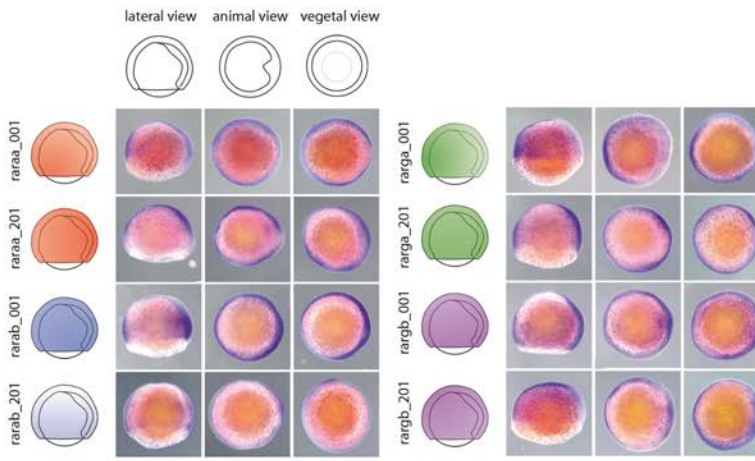 lateral view animal view vegetal view
raraa_001
raraa_201
rarab_001
rarab_201
rarga_001
rarga_201
rargb_001
rargb_201